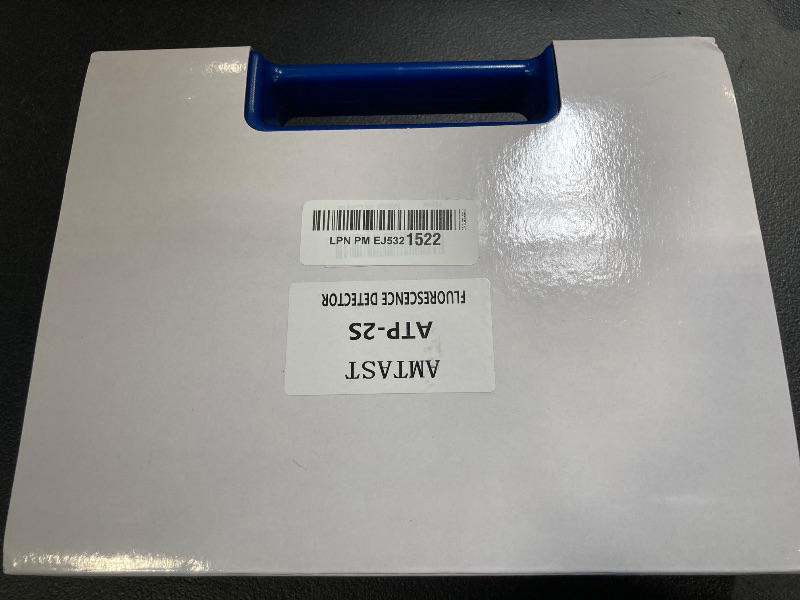 LPN PM EJ5321522
AMTAST
ATP-2S
FLUORESCENCE DETECTOR